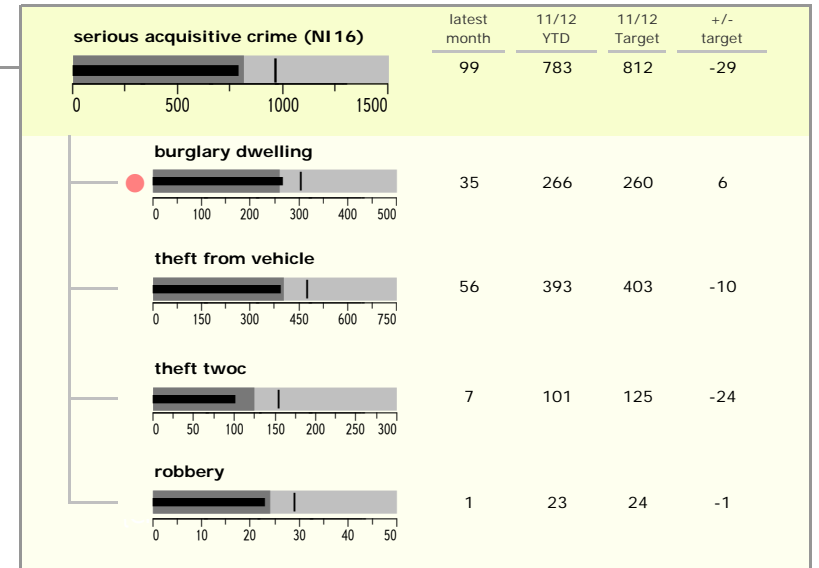 latest 11/12 11/12 +/-
serious acquisitive crime (NI16) month YTD Target target
99 783 812 -29
0 500 1000 1500
burglary dwelling
35 266 260 6
0 100 200 300 400 500
theft from vehicle
56 393 403 -10
0 150 300 450 600 750
theft twoc
7 101 125 -24
0 50 100 150 200 250 300
robbery
1 23 24 -1
0 10 20 30 40 50